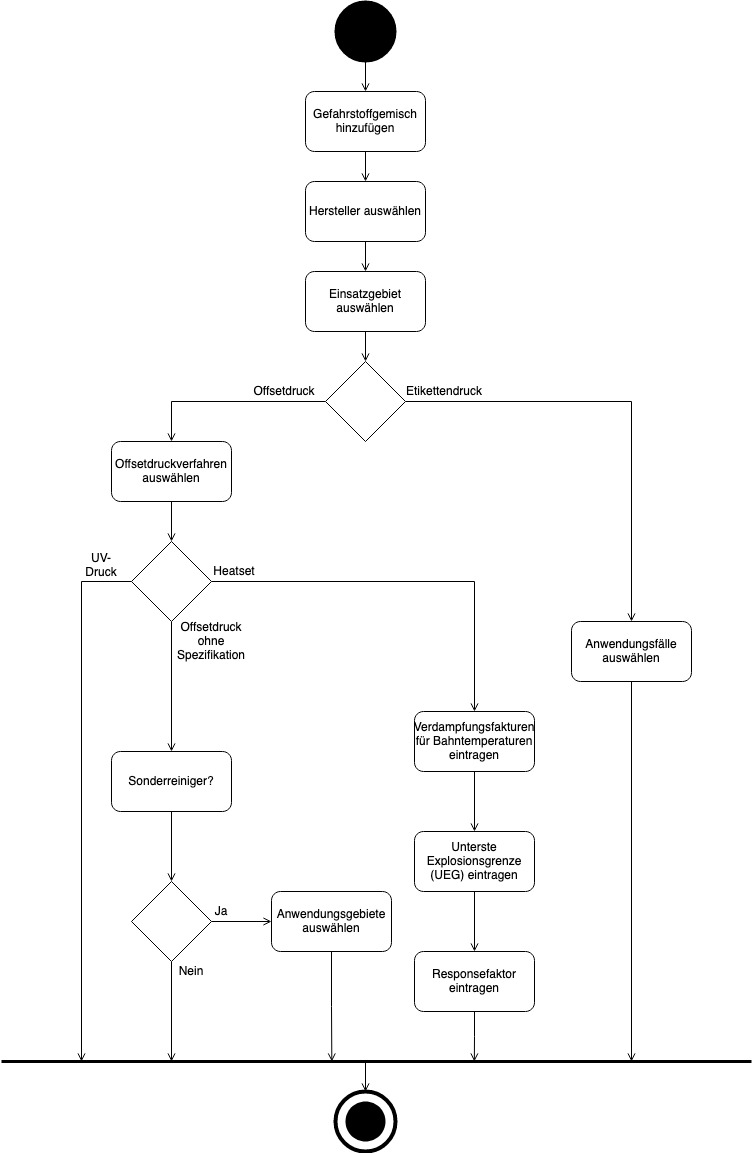 Gefahrstoffgemisch
hinzufügen
Hersteller auswählen
Einsatzgebiet
auswählen
Offsetdruck
Etikettendruck
Offsetdruckverfahren
auswählen
UV-
Druck
Heatset
Offsetdruck
ohne
Spezifikation
Anwendungsfälle
auswählen
Verdampfungsfakturen
für Bahntemperaturen
eintragen
Sonderreiniger?
Unterste
Explosionsgrenze
(UEG) eintragen
Ja
Anwendungsgebiete
auswählen
Nein
Responsefaktor
eintragen